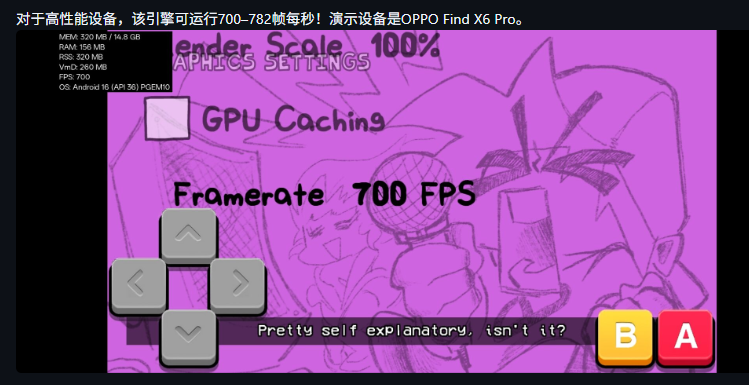 对于高性能设备，该引擎可运行700–782帧每秒！演示设备是OPPO Find X6 Pro。
MEM: 320 MB / 14.8 GB
RAM: 156 MB
RSS: 320 MB
VmD: 260 MB
FPS: 700
OS: Android 16 (API 36) PGEM10
ender Scale 100%
APHICS SETTINGS
GPU Caching
Framerate 700 FPS
Pretty self explanatory, isn't it?
B
A